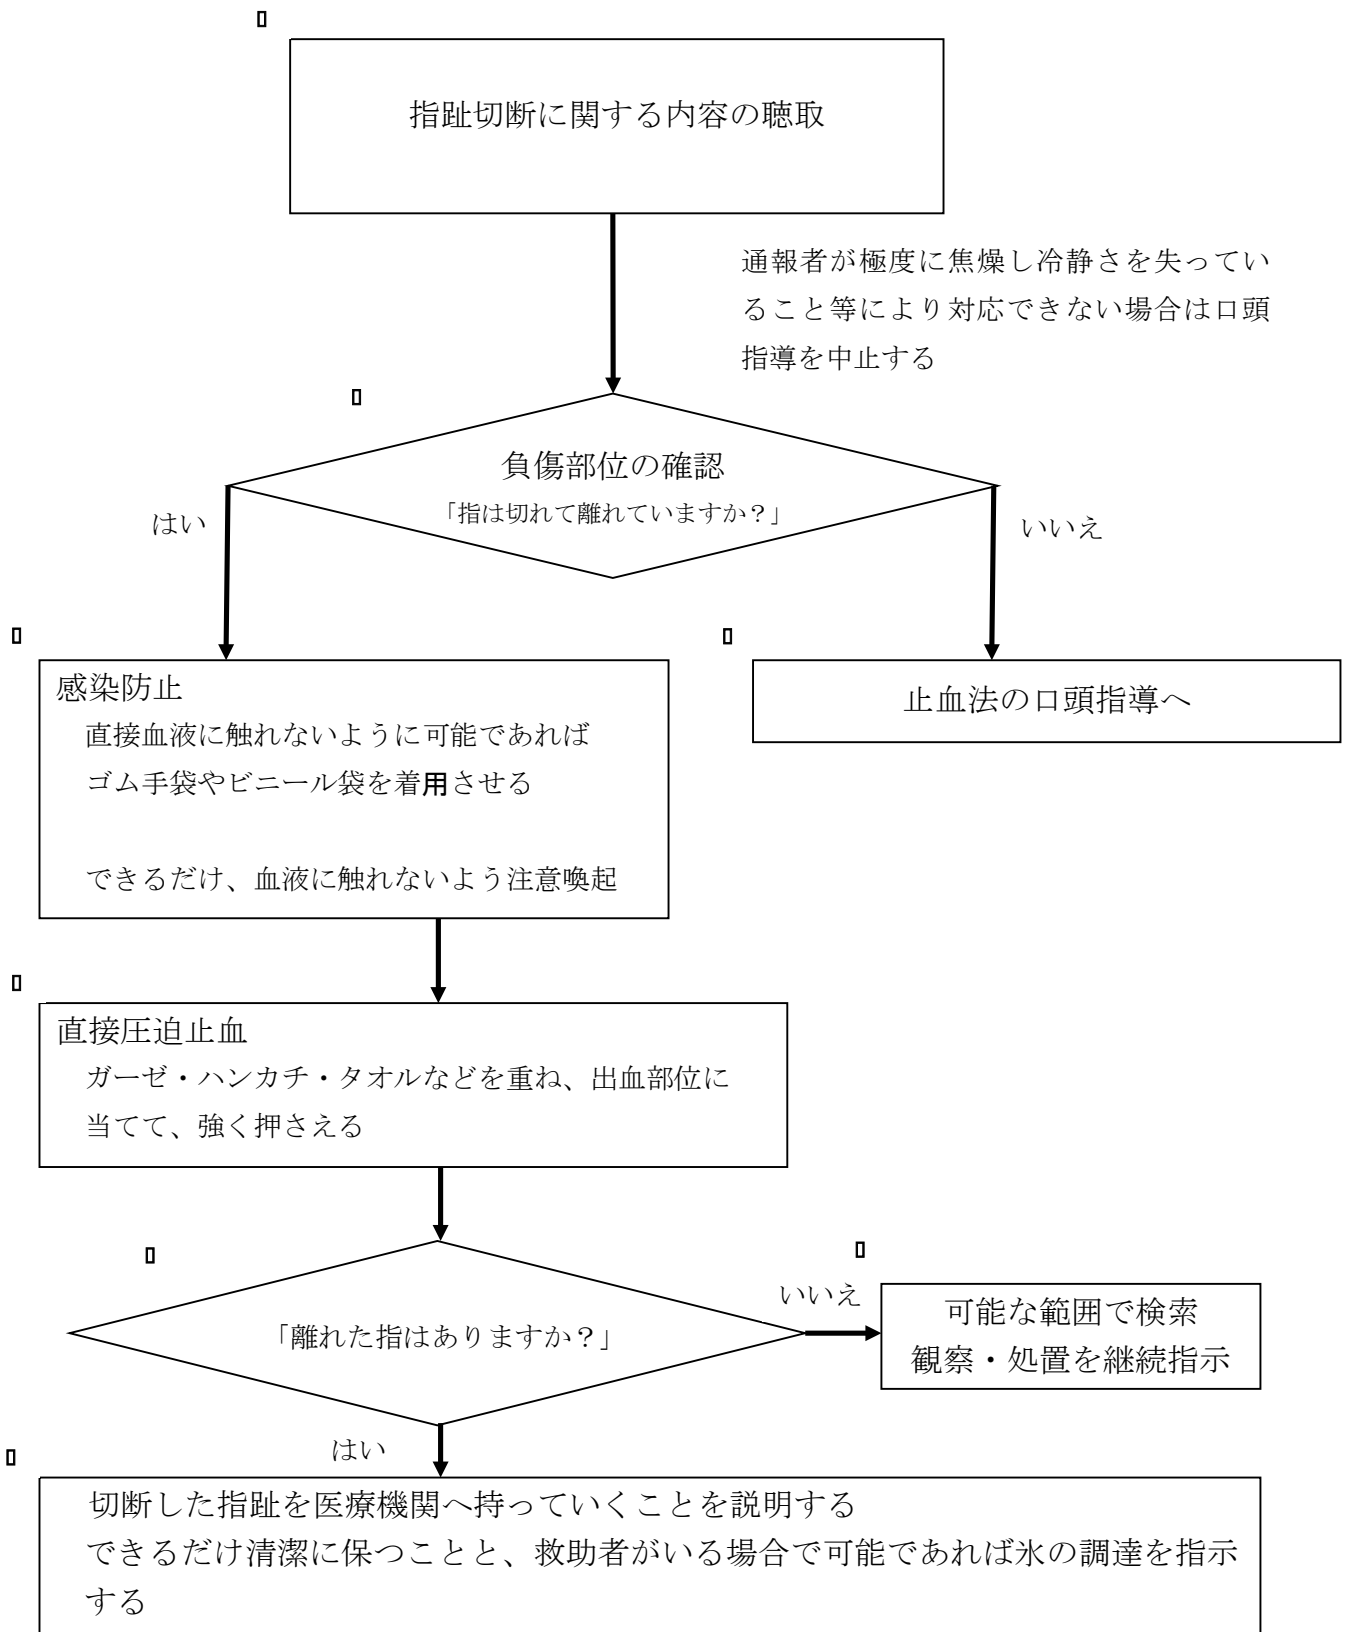 指趾切断に関する内容の聴取
通報者が極度に焦燥し冷静さを失ってい
ること等により対応できない場合は口頭
指導を中止する
負傷部位の確認
「指は切れて離れていますか？」
はい
いいえ
感染防止
直接血液に触れないように可能であれば
ゴム手袋やビニール袋を着用させる
できるだけ、血液に触れないよう注意喚起
止血法の口頭指導へ
直接圧迫止血
ガーゼ・ハンカチ・タオルなどを重ね、出血部位に
当てて、強く押さえる
「離れた指はありますか？」
いいえ
可能な範囲で検索
観察・処置を継続指示
はい
切断した指趾を医療機関へ持っていくことを説明する
できるだけ清潔に保つことと、救助者がいる場合で可能であれば氷の調達を指示
する